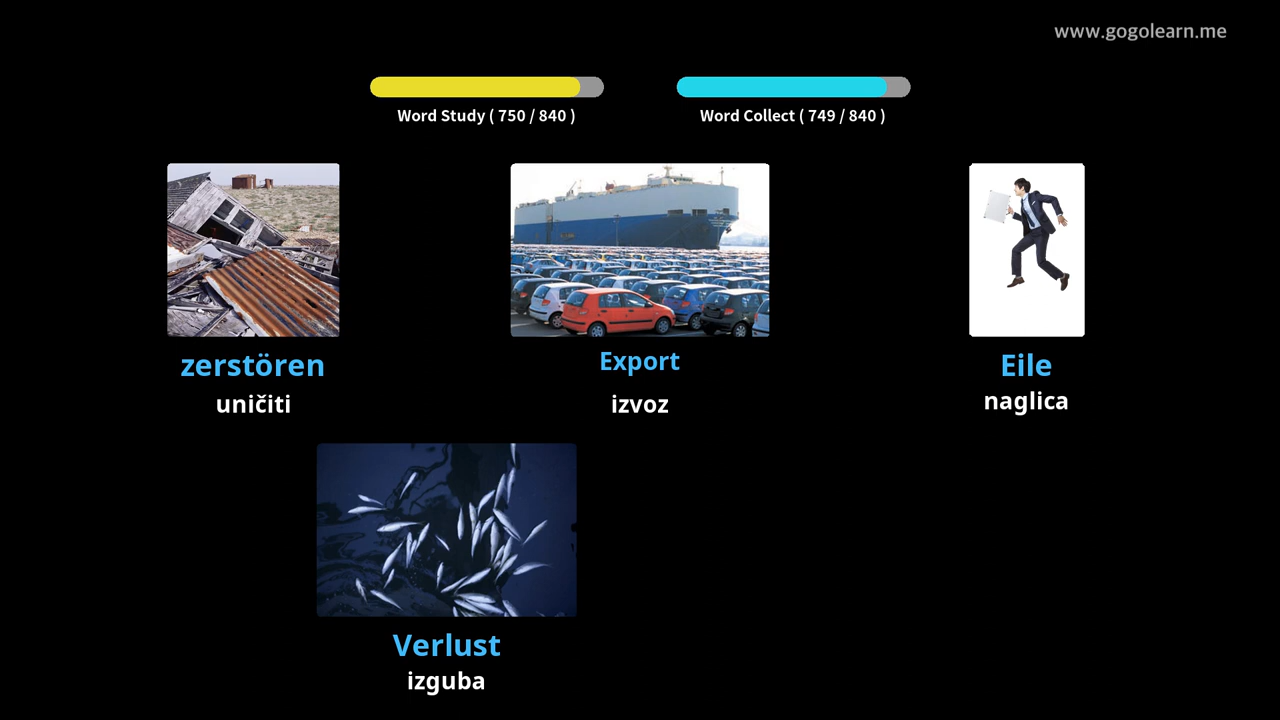 www.gogolearn.me
Word Study ( 750 / 840 )
Word Collect ( 749 / 840 )
zerstören
uničiti
Export
izvoz
Eile
naglica
Verlust
izguba